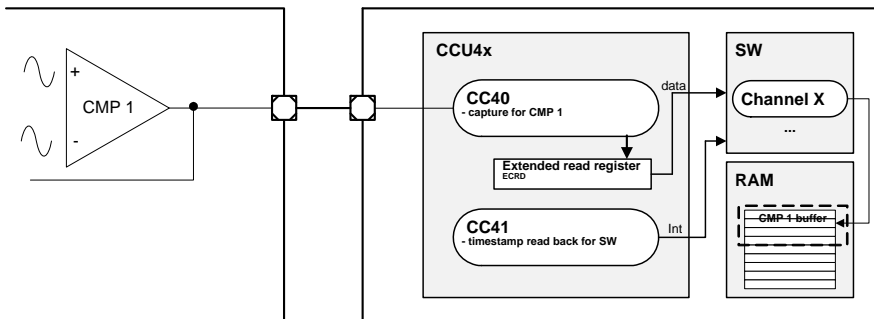 +
CMP 1
-
CCU4x
CC40
- capture for CMP 1
data
Extended read register
ECRD
CC41
- timestamp read back for SW
Int
SW
Channel X
...
RAM
CMP 1 buffer